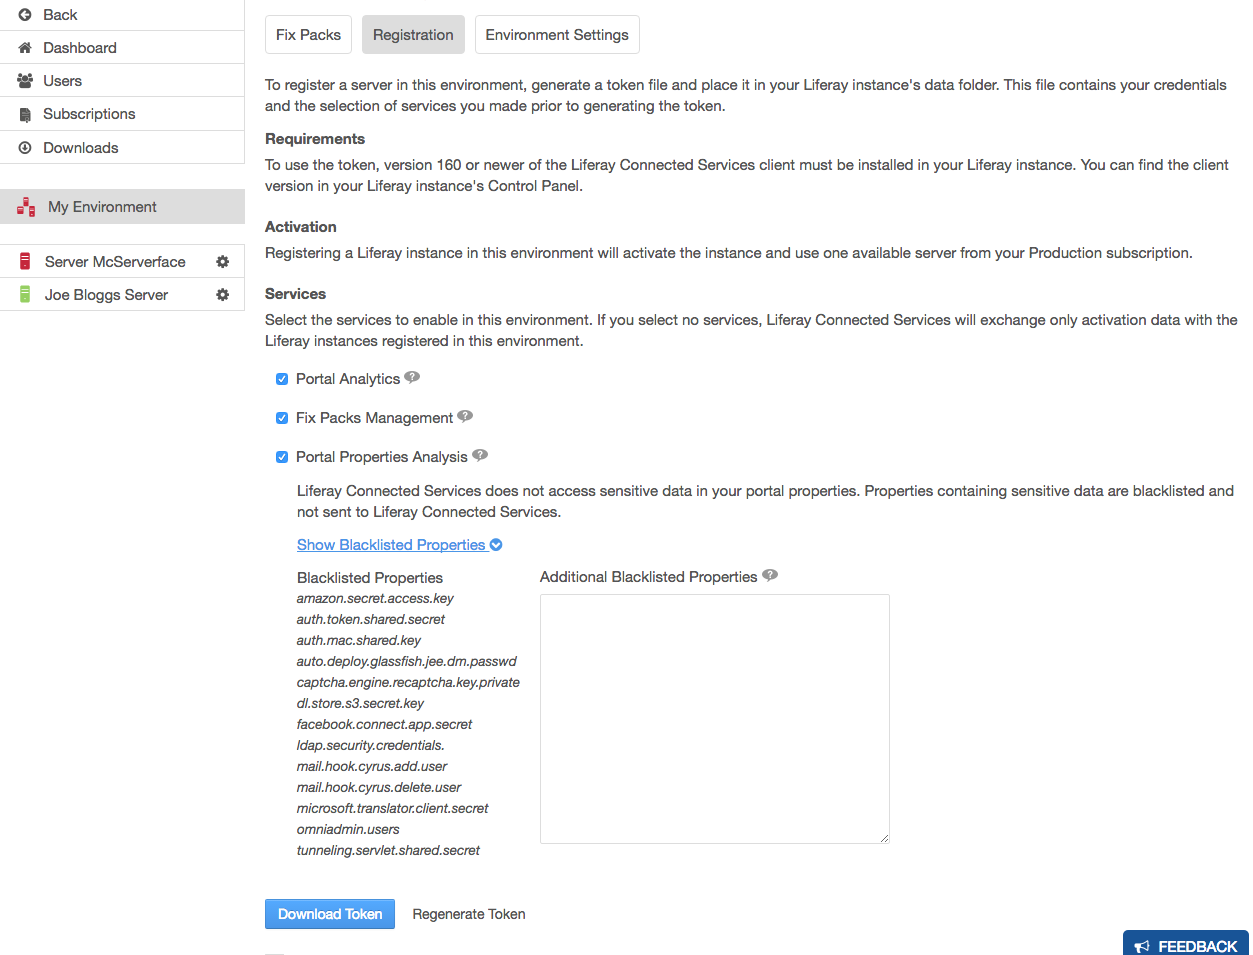 Back
Dashboard
Users
Subscriptions
Downloads
My Environment
Server McServerface
Joe Bloggs Server
Fix Packs
Registration
Environment Settings
To register a server in this environment, generate a token file and place it in your Liferay instance's data folder. This file contains your credentials
and the selection of services you made prior to generating the token.
Requirements
To use the token, version 160 or newer of the Liferay Connected Services client must be installed in your Liferay instance. You can find the client
version in your Liferay instance's Control Panel.
Activation
Registering a Liferay instance in this environment will activate the instance and use one available server from your Production subscription.
Services
Select the services to enable in this environment. If you select no services, Liferay Connected Services will exchange only activation data with the
Liferay instances registered in this environment.
Portal Analytics ?
Fix Packs Management ?
Portal Properties Analysis ?
Liferay Connected Services does not access sensitive data in your portal properties. Properties containing sensitive data are blacklisted and
not sent to Liferay Connected Services.
Show Blacklisted Properties
Blacklisted Properties
amazon.secret.access.key
auth.token.shared.secret
auth.mac.shared.key
auto.deploy.glassfish.jee.dm.passwd
captcha.engine.recaptcha.key.private
dl.store.s3.secret.key
facebook.connect.app.secret
ldap.security.credentials.
mail.hook.cyrus.add.user
mail.hook.cyrus.delete.user
microsoft.translator.client.secret
omniadmin.users
tunneling.servlet.shared.secret
Additional Blacklisted Properties ?
Download Token
Regenerate Token
FEEDBACK